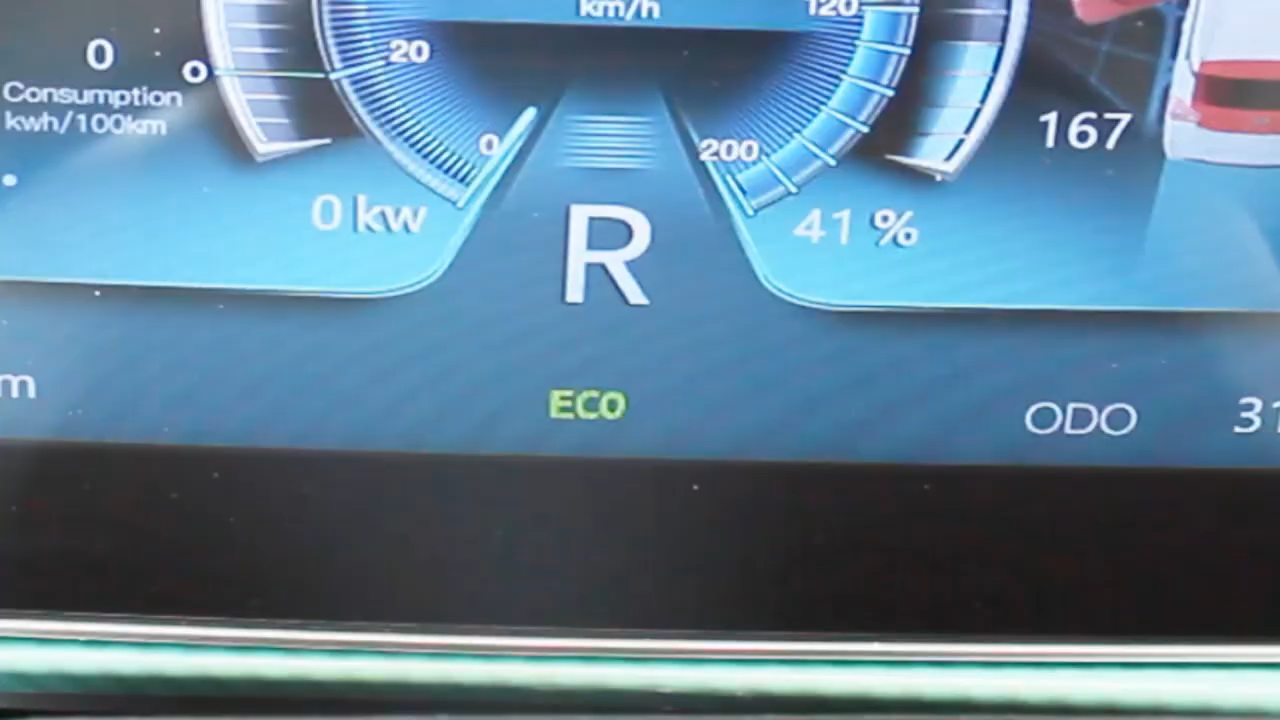 km/h
120
0
20
0
Consumption
kwh/100km
0
200
167
0 kw
R
41 %
m
ECO
ODO
31